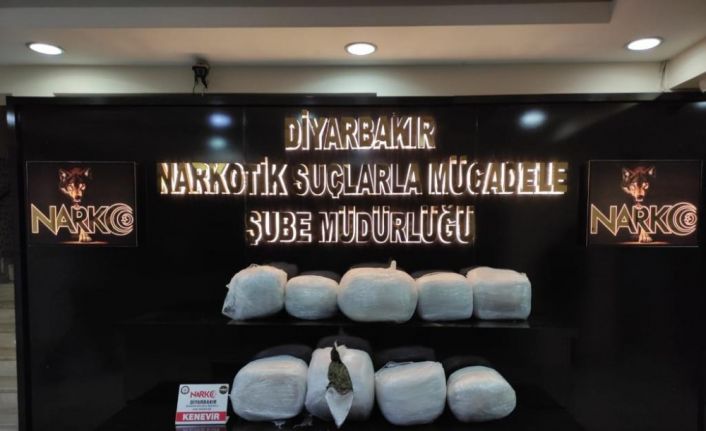 DİYARBAKIR
NARKOTİK SUÇLARLA MÜCADELE
ŞUBE MÜDÜRLÜĞÜ
NARKO
NARKO
NARKO
DİYARBAKIR
KENEVİR